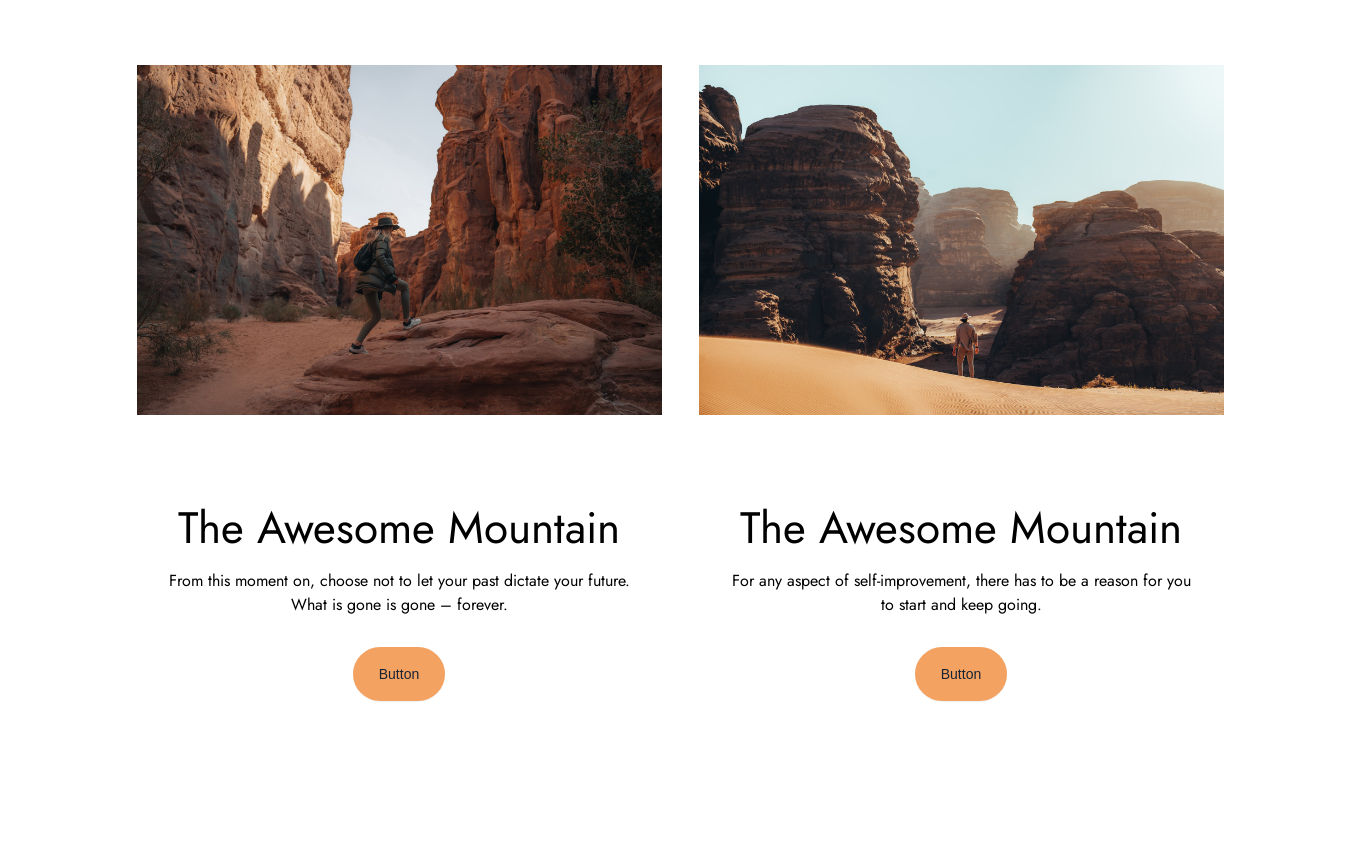 The Awesome Mountain
From this moment on, choose not to let your past dictate your future.
What is gone is gone – forever.
Button
The Awesome Mountain
For any aspect of self-improvement, there has to be a reason for you
to start and keep going.
Button